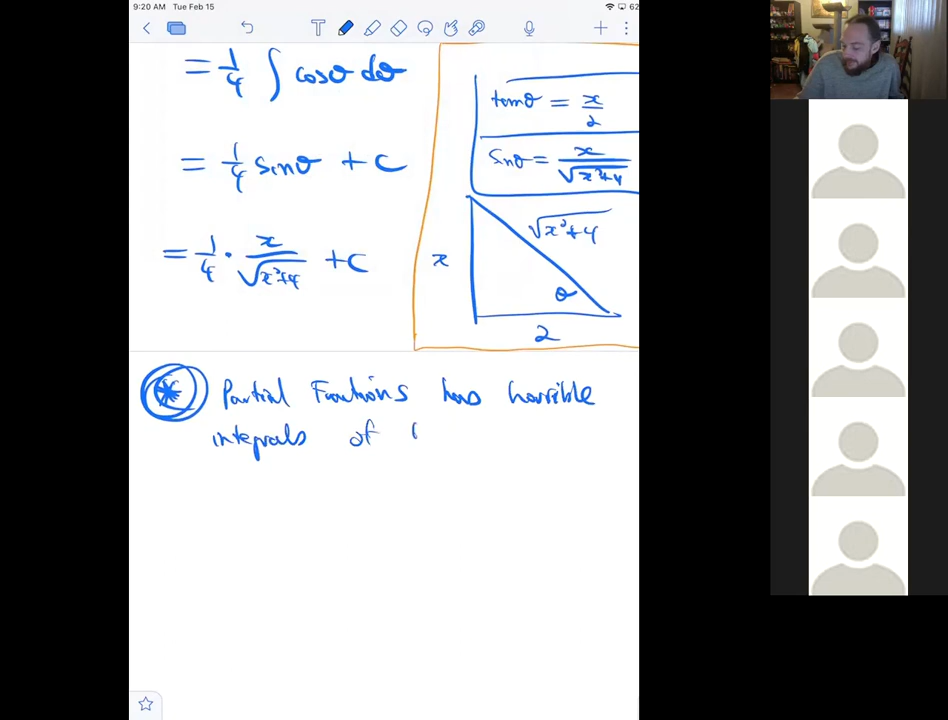 9:20 AM Tue Feb 15
62
= 1/4 ∫ cosθ dθ
= 1/4 sinθ + C
= 1/4 · x/√(x²+4) + C
tanθ = x/2
sinθ = x/√(x²+4)
√(x²+4)
x
θ
2
Partial Fractions has horrible
integrals of